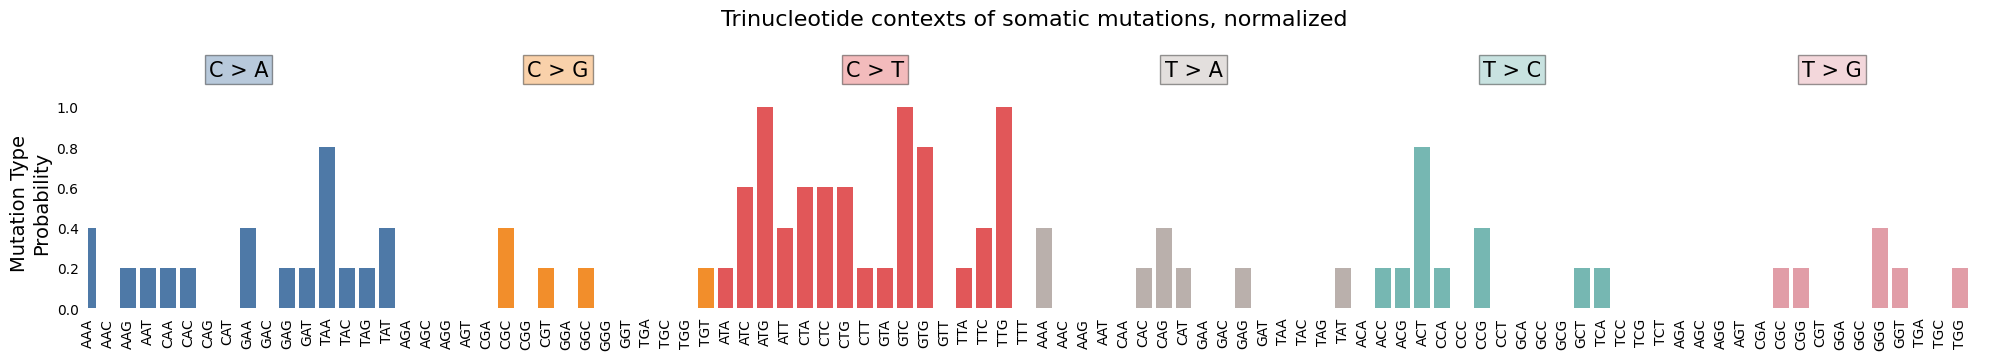 Trinucleotide contexts of somatic mutations, normalized
C > A
C > G
C > T
T > A
T > C
T > G
Mutation Type
Probability
1.0
0.8
0.6
0.4
0.2
0.0
AAA
AAC
AAG
AAT
CAA
CAC
CAG
CAT
GAA
GAC
GAG
GAT
TAA
TAC
TAG
TAT
AGA
AGC
AGG
AGT
CGA
CGC
CGG
CGT
GGA
GGC
GGG
GGT
TGA
TGC
TGG
TGT
ATA
ATC
ATG
ATT
CTA
CTC
CTG
CTT
GTA
GTC
GTG
GTT
TTA
TTC
TTG
TTT
AAA
AAC
AAG
AAT
CAA
CAC
CAG
CAT
GAA
GAC
GAG
GAT
TAA
TAC
TAG
TAT
ACA
ACC
ACG
ACT
CCA
CCC
CCG
CCT
GCA
GCC
GCG
GCT
TCA
TCC
TCG
TCT
AGA
AGC
AGG
AGT
CGA
CGC
CGG
CGT
GGA
GGC
GGG
GGT
TGA
TGC
TGG